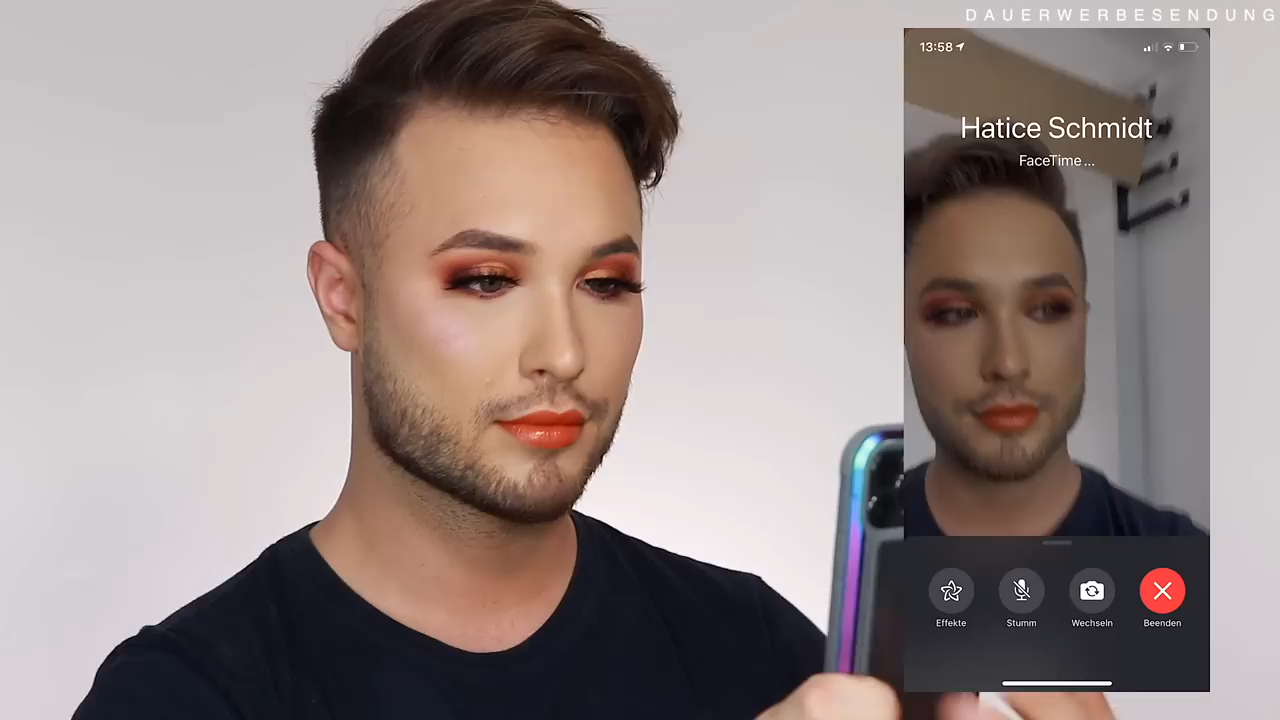 DAUERWERBESENDUNG
13:58
Hatice Schmidt
FaceTime...
Effekte
Stumm
Wechseln
Beenden